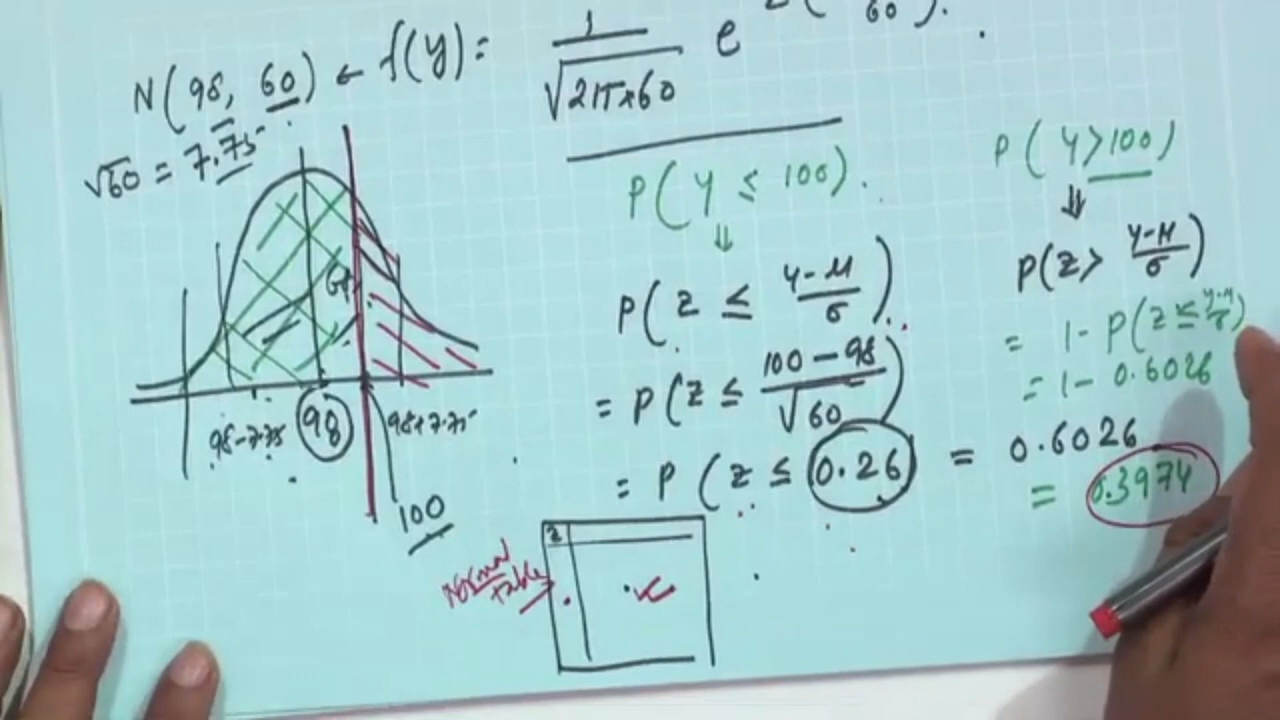 N(98, 60) ← f(y) = 1/√2π×60 e
60).
√60 = 7.75
98-7.75
98
98+7.75
100
P(Y ≤ 100).
⇓
P(Z ≤ y-μ/σ)
= P(Z ≤ 100-98/√60)
= P(Z ≤ 0.26) = 0.6026
P(Y>100)
⇓
P(Z> y-μ/σ)
= 1-P(Z≤ y-μ/σ)
= 1-0.6026
= 0.3974
Z
Normal
table